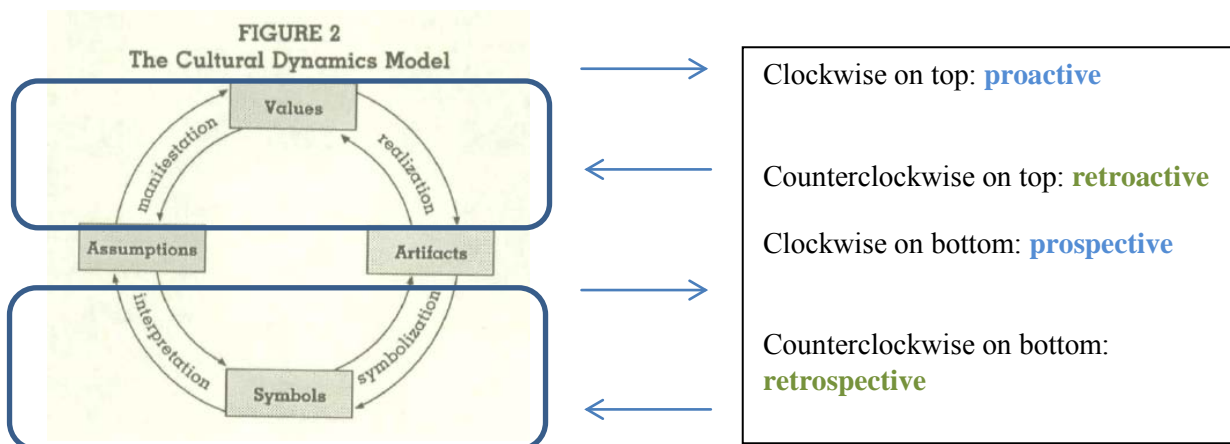 FIGURE 2
The Cultural Dynamics Model
Values
manifestation
realization
Assumptions
Artifacts
interpretation
symbolization
Symbols
Clockwise on top: proactive
Counterclockwise on top: retroactive
Clockwise on bottom: prospective
Counterclockwise on bottom:
retrospective